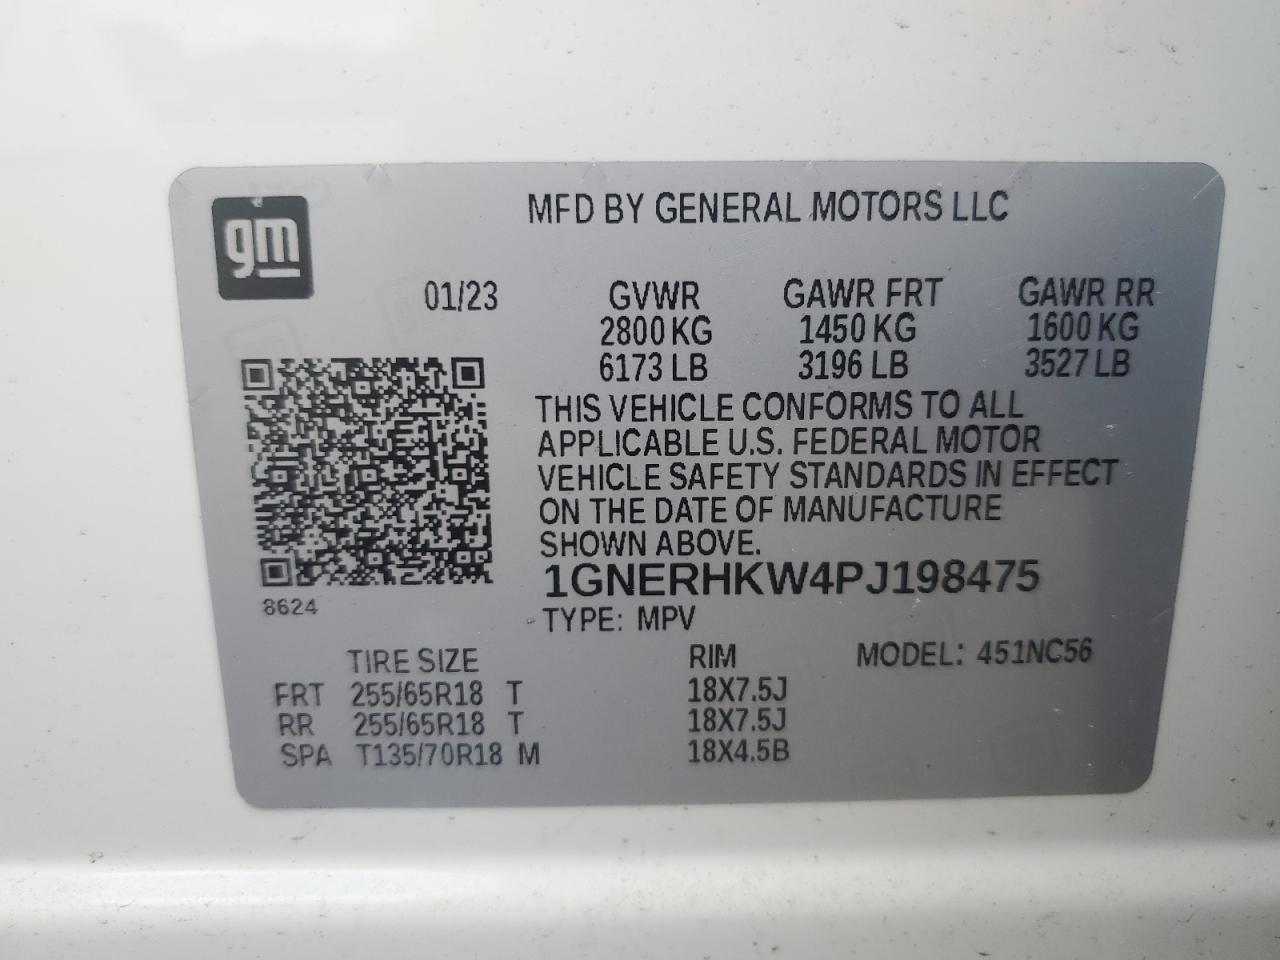 gm
MFD BY GENERAL MOTORS LLC
01/23 GVWR GAWR FRT GAWR RR
2800 KG 1450 KG 1600 KG
6173 LB 3196 LB 3527 LB
THIS VEHICLE CONFORMS TO ALL
APPLICABLE U.S. FEDERAL MOTOR
VEHICLE SAFETY STANDARDS IN EFFECT
ON THE DATE OF MANUFACTURE
SHOWN ABOVE.
1GNERHKW4PJ198475
8624
TYPE: MPV
TIRE SIZE RIM MODEL: 451NC56
FRT 255/65R18 T 18X7.5J
RR 255/65R18 T 18X7.5J
SPA T135/70R18 M 18X4.5B